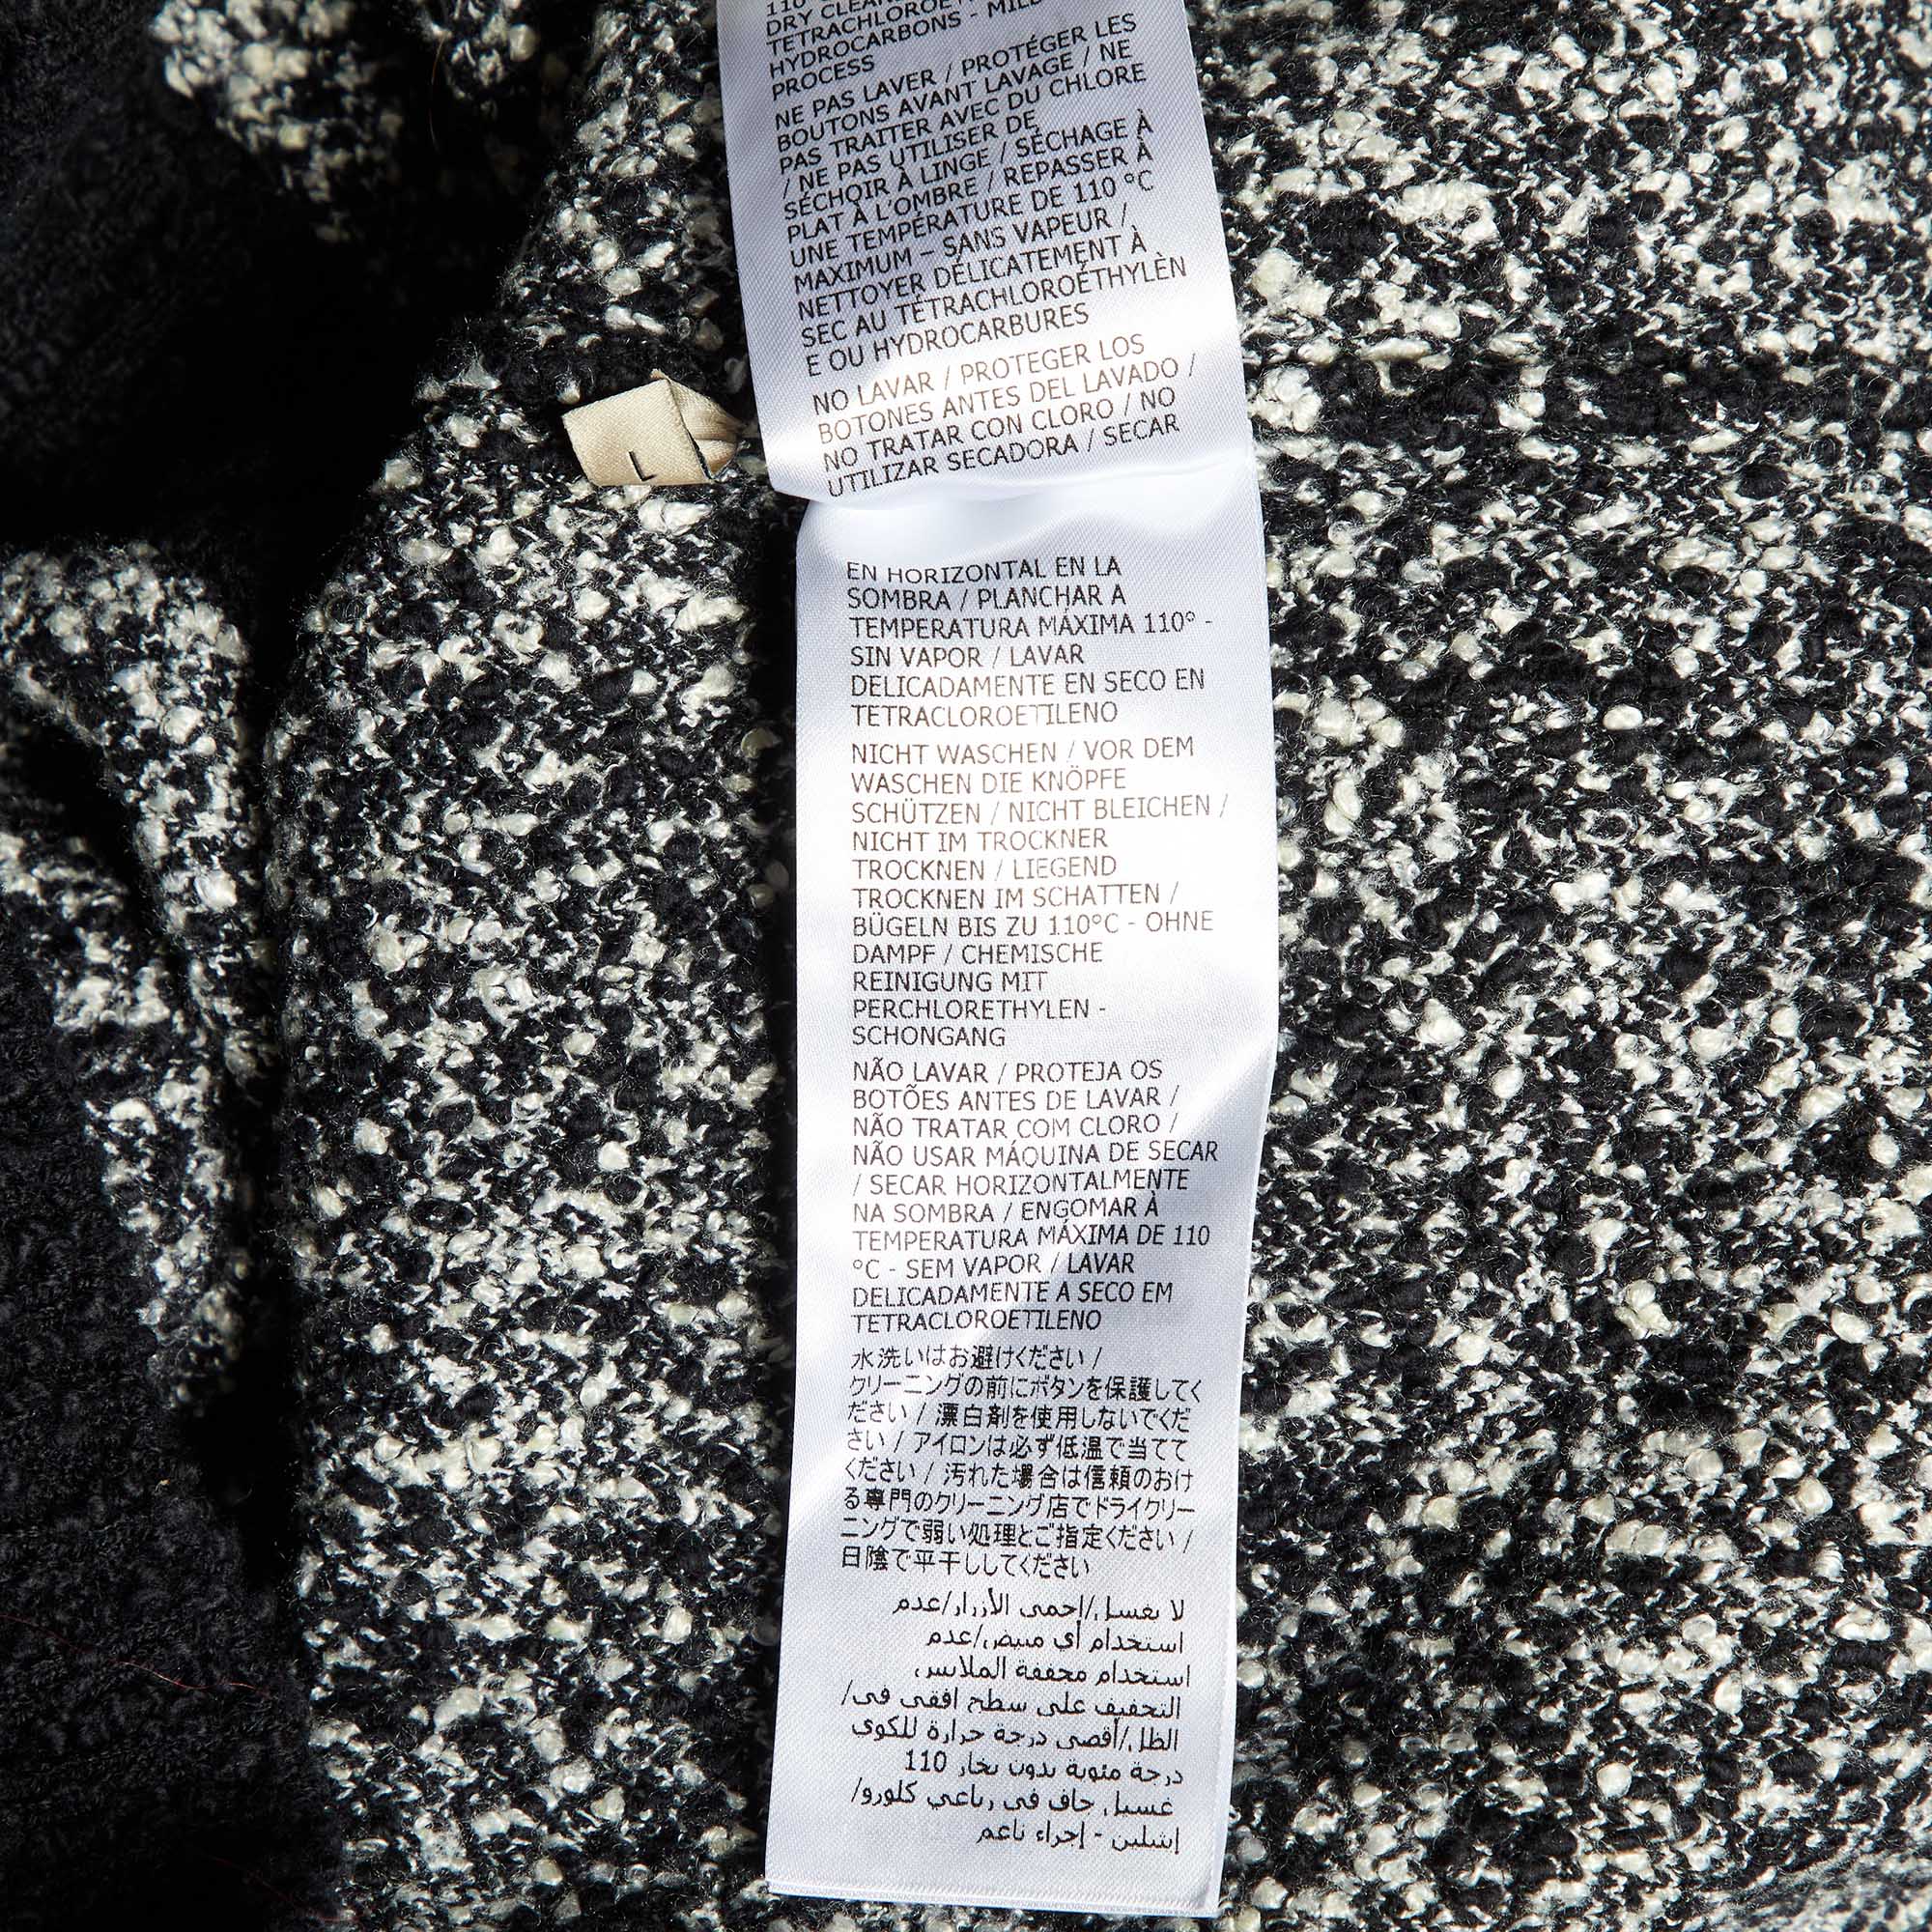 110
DRY CLEAN
HYDROCARBONS - MILD
PROCESS
NE PAS LAVER / PROTÉGER LES
BOUTONS AVANT LAVAGE / NE
PAS TRAITER AVEC DU CHLORE
/ NE PAS UTILISER DE
SÉCHOIR À LINGE / SÉCHAGE À
PLAT À L'OMBRE / REPASSER À
UNE TEMPÉRATURE DE 110 °C
MAXIMUM – SANS VAPEUR /
NETTOYER DÉLICATEMENT À
SEC AU TÉTRACHLOROÉTHYLÈN
E OU HYDROCARBURES
NO LAVAR / PROTEGER LOS
BOTONES ANTES DEL LAVADO /
NO TRATAR CON CLORO / NO
UTILIZAR SECADORA / SECAR
L
EN HORIZONTAL EN LA
SOMBRA / PLANCHAR A
TEMPERATURA MÁXIMA 110° -
SIN VAPOR / LAVAR
DELICADAMENTE EN SECO EN
TETRACLOROETILENO
NICHT WASCHEN / VOR DEM
WASCHEN DIE KNÖPFE
SCHÜTZEN / NICHT BLEICHEN /
NICHT IM TROCKNER
TROCKNEN / LIEGEND
TROCKNEN IM SCHATTEN /
BÜGELN BIS ZU 110°C - OHNE
DAMPF / CHEMISCHE
REINIGUNG MIT
PERCHLORETHYLEN -
SCHONGANG
NÃO LAVAR / PROTEJA OS
BOTÕES ANTES DE LAVAR /
NÃO TRATAR COM CLORO /
NÃO USAR MÁQUINA DE SECAR
/ SECAR HORIZONTALMENTE
NA SOMBRA / ENGOMAR À
TEMPERATURA MÁXIMA DE 110
°C - SEM VAPOR / LAVAR
DELICADAMENTE A SECO EM
TETRACLOROETILENO
水洗いはお避けください /
クリーニングの前にボタンを保護してく
ださい / 漂白剤を使用しないでくだ
さい / アイロンは必ず低温で当てて
ください / 汚れた場合は信頼のおけ
る専門のクリーニング店でドライクリー
ニングで弱い処理とご指定ください /
日陰で平干ししてください
لا يغسل/إحمى الأزرار/عدم
استخدام أي مبيض/عدم
استخدام مجففة الملابس
التجفيف على سطح افقى فى/
الظل/أقصى درجة حرارة للكوى
درجة مئوية بدون بخار 110
غسيل جاف فى رباعي كلورو/
إيثيلين - إجراء ناعم